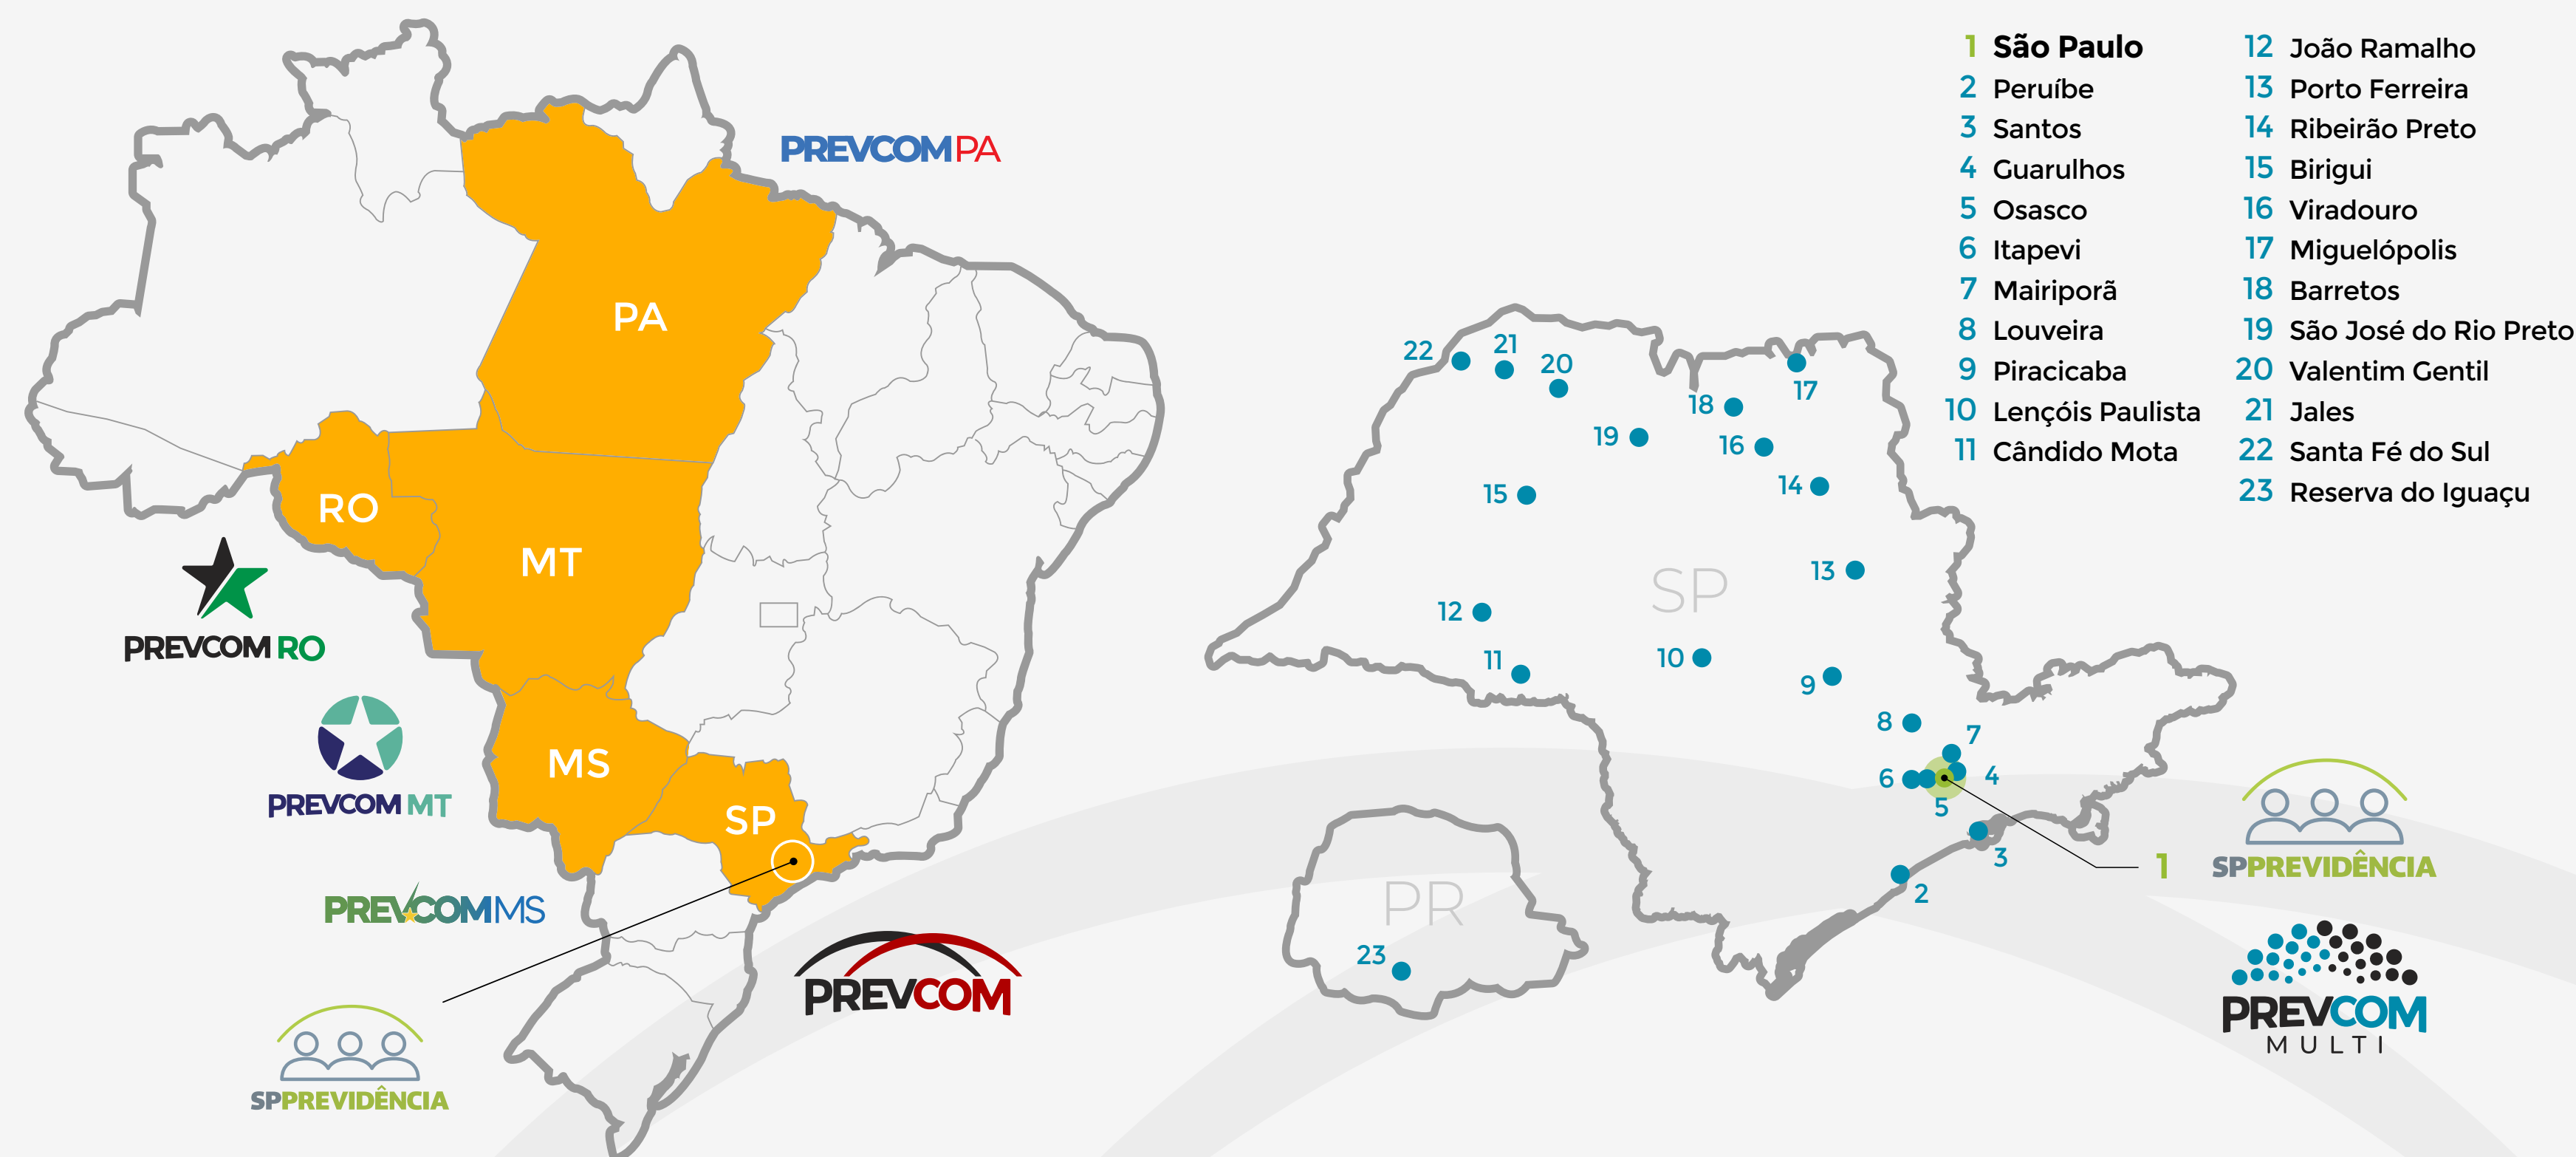 PREVCOMPA
PA
RO
MT
MS
SP
PREVCOM RO
PREVCOM MT
PREVCOMMS
PREVCOM
SPPREVIDÊNCIA
1 São Paulo
2 Peruíbe
3 Santos
4 Guarulhos
5 Osasco
6 Itapevi
7 Mairiporã
8 Louveira
9 Piracicaba
10 Lençóis Paulista
11 Cândido Mota
12 João Ramalho
13 Porto Ferreira
14 Ribeirão Preto
15 Birigui
16 Viradouro
17 Miguelópolis
18 Barretos
19 São José do Rio Preto
20 Valentim Gentil
21 Jales
22 Santa Fé do Sul
23 Reserva do Iguaçu
22
21
20
17
18
19
16
14
15
SP
13
12
10
11
9
8
7
6
4
5
3
2
1
PR
23
SPPREVIDÊNCIA
PREVCOM
MULTI